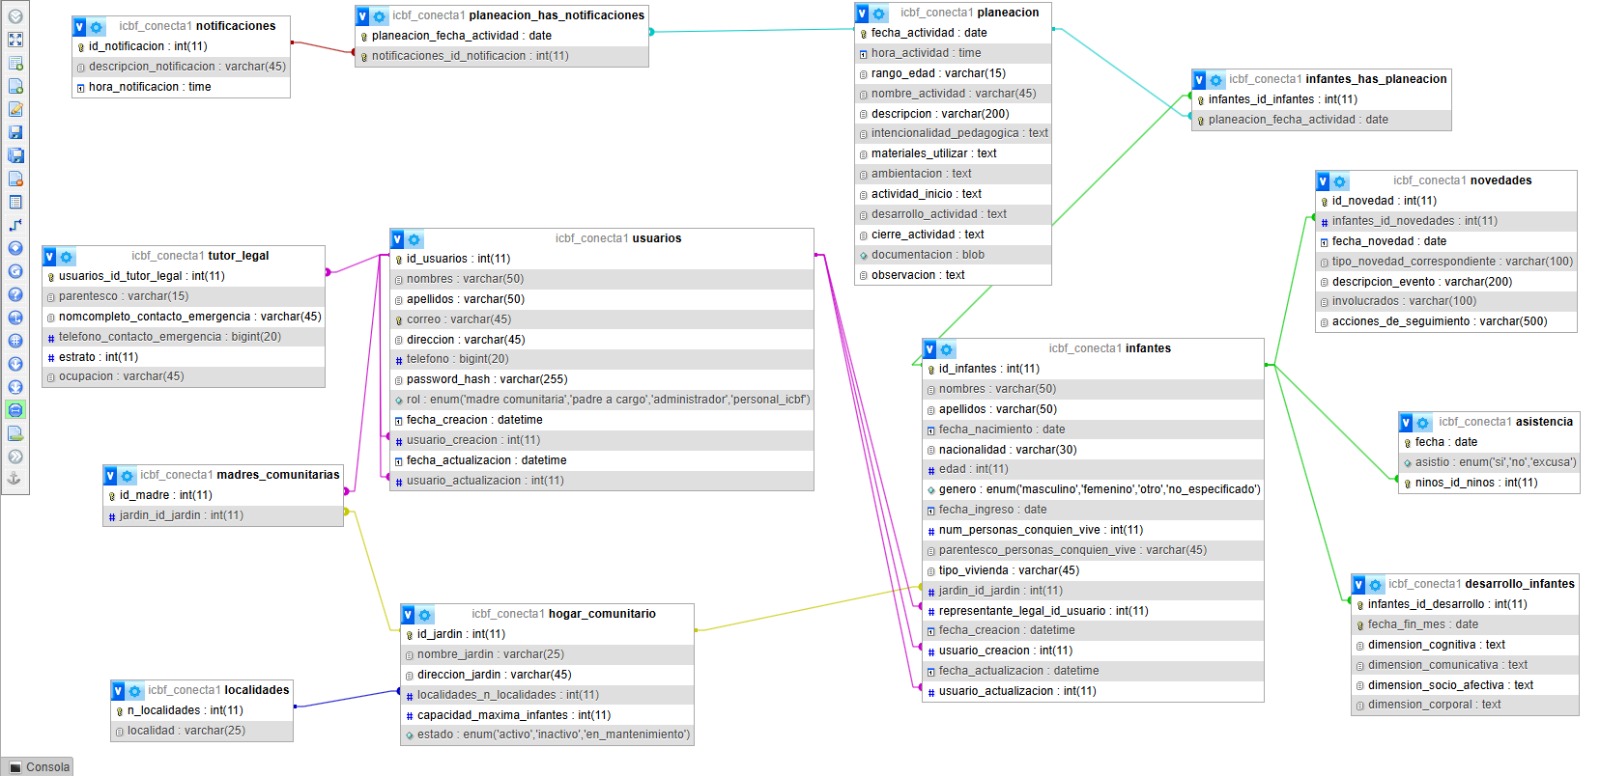 icbf_conecta1 notificaciones
id_notificacion : int(11)
descripcion_notificacion : varchar(45)
hora_notificacion : time
icbf_conecta1 planeacion_has_notificaciones
planeacion_fecha_actividad : date
notificaciones_id_notificacion : int(11)
icbf_conecta1 planeacion
fecha_actividad : date
hora_actividad : time
rango_edad : varchar(15)
nombre_actividad : varchar(45)
descripcion : varchar(200)
intencionalidad_pedagogica : text
materiales_utilizar : text
ambientacion : text
actividad_inicio : text
desarrollo_actividad : text
cierre_actividad : text
documentacion : blob
observacion : text
icbf_conecta1 infantes_has_planeacion
infantes_id_infantes : int(11)
planeacion_fecha_actividad : date
icbf_conecta1 novedades
id_novedad : int(11)
infantes_id_novedades : int(11)
fecha_novedad : date
tipo_novedad_correspondiente : varchar(100)
descripcion_evento : varchar(200)
involucrados : varchar(100)
acciones_de_seguimiento : varchar(500)
icbf_conecta1 tutor_legal
usuarios_id_tutor_legal : int(11)
parentesco : varchar(15)
nomcompleto_contacto_emergencia : varchar(45)
telefono_contacto_emergencia : bigint(20)
estrato : int(11)
ocupacion : varchar(45)
icbf_conecta1 usuarios
id_usuarios : int(11)
nombres : varchar(50)
apellidos : varchar(50)
correo : varchar(45)
direccion : varchar(45)
telefono : bigint(20)
password_hash : varchar(255)
rol : enum('madre comunitaria','padre a cargo','administrador','personal_icbf')
fecha_creacion : datetime
usuario_creacion : int(11)
fecha_actualizacion : datetime
usuario_actualizacion : int(11)
icbf_conecta1 infantes
id_infantes : int(11)
nombres : varchar(50)
apellidos : varchar(50)
fecha_nacimiento : date
nacionalidad : varchar(30)
edad : int(11)
genero : enum('masculino','femenino','otro','no_especificado')
fecha_ingreso : date
num_personas_conquien_vive : int(11)
parentesco_personas_conquien_vive : varchar(45)
tipo_vivienda : varchar(45)
jardin_id_jardin : int(11)
representante_legal_id_usuario : int(11)
fecha_creacion : datetime
usuario_creacion : int(11)
fecha_actualizacion : datetime
usuario_actualizacion : int(11)
icbf_conecta1 asistencia
fecha : date
asistio : enum('si','no','excusa')
ninos_id_ninos : int(11)
icbf_conecta1 madres_comunitarias
id_madre : int(11)
jardin_id_jardin : int(11)
icbf_conecta1 desarrollo_infantes
infantes_id_desarrollo : int(11)
fecha_fin_mes : date
dimension_cognitiva : text
dimension_comunicativa : text
dimension_socio_afectiva : text
dimension_corporal : text
icbf_conecta1 hogar_comunitario
id_jardin : int(11)
nombre_jardin : varchar(25)
direccion_jardin : varchar(45)
localidades_n_localidades : int(11)
capacidad_maxima_infantes : int(11)
estado : enum('activo','inactivo','en_mantenimiento')
icbf_conecta1 localidades
n_localidades : int(11)
localidad : varchar(25)
Consola